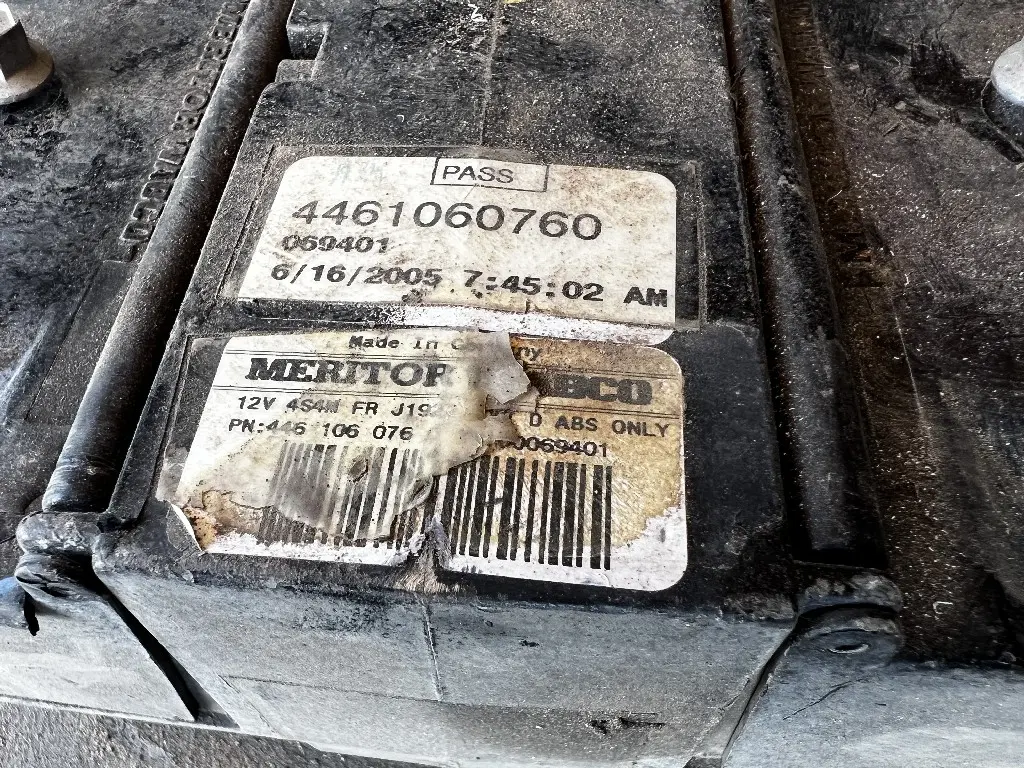 PASS
4461060760
069401
6/16/2005 7:45:02 AM
Made In
MERITOR
12V 4S4M FR D ABS ONLY
PN:446 106 076
0069401